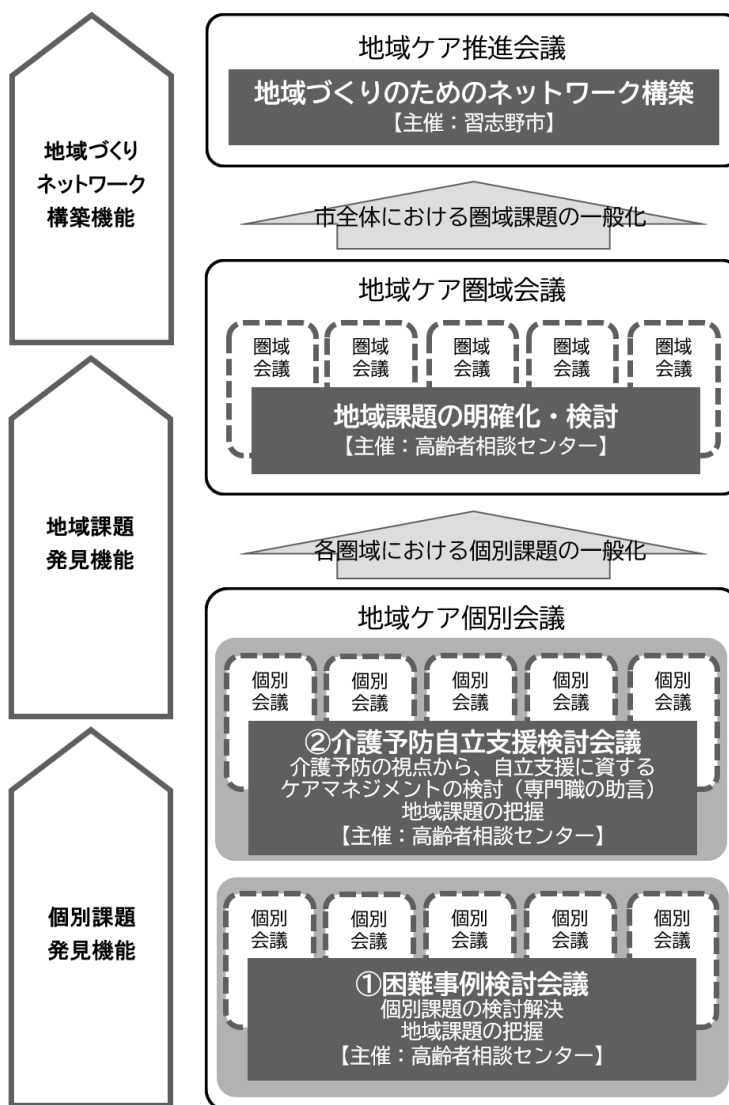 地域ケア推進会議
地域づくりのためのネットワーク構築
【主催：習志野市】
地域づくり
ネットワーク
構築機能
市全体における圏域課題の一般化
地域ケア圏域会議
圏域
会議
圏域
会議
圏域
会議
圏域
会議
圏域
会議
地域課題の明確化・検討
【主催：高齢者相談センター】
地域課題
発見機能
各圏域における個別課題の一般化
地域ケア個別会議
個別
会議
個別
会議
個別
会議
個別
会議
個別
会議
②介護予防自立支援検討会議
介護予防の視点から、自立支援に資する
ケアマネジメントの検討（専門職の助言）
地域課題の把握
【主催：高齢者相談センター】
個別課題
発見機能
個別
会議
個別
会議
個別
会議
個別
会議
個別
会議
①困難事例検討会議
個別課題の検討解決
地域課題の把握
【主催：高齢者相談センター】